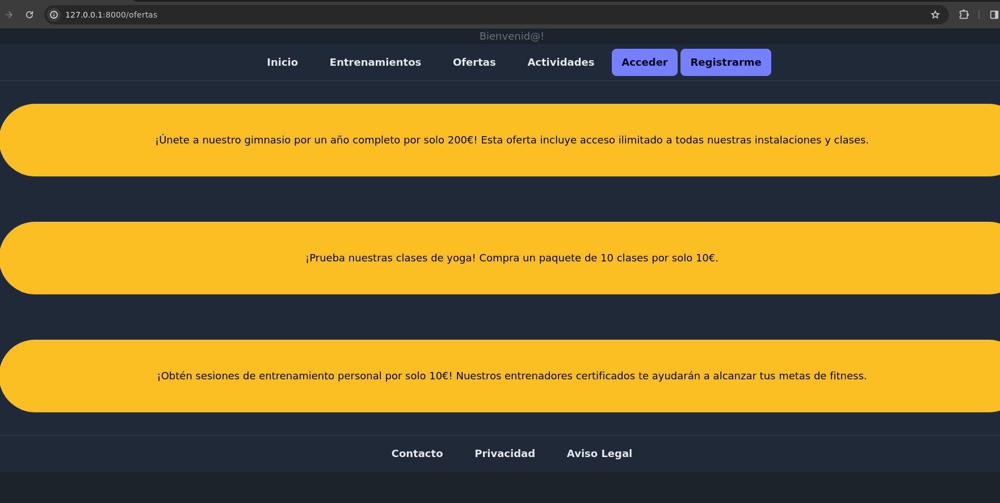 127.0.0.1:8000/ofertas
Bienvenid@!
Inicio Entrenamientos Ofertas Actividades Acceder Registrarme
¡Únete a nuestro gimnasio por un año completo por solo 200€! Esta oferta incluye acceso ilimitado a todas nuestras instalaciones y clases.
¡Prueba nuestras clases de yoga! Compra un paquete de 10 clases por solo 10€.
¡Obtén sesiones de entrenamiento personal por solo 10€! Nuestros entrenadores certificados te ayudarán a alcanzar tus metas de fitness.
Contacto Privacidad Aviso Legal